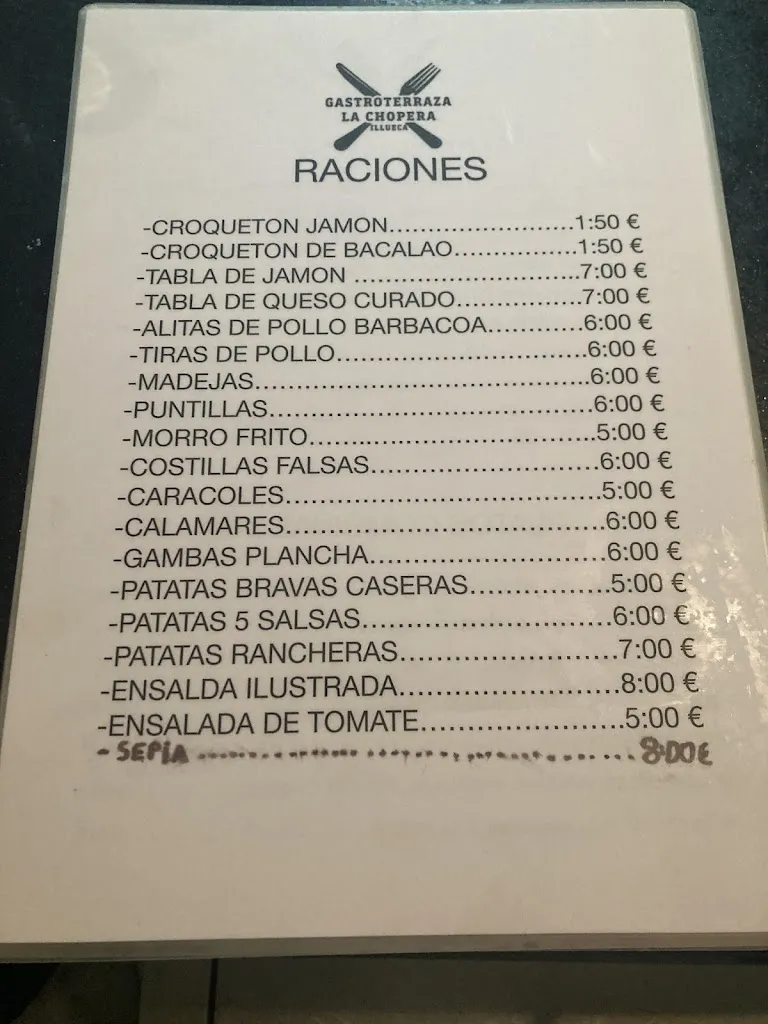 GASTROTERRAZA
LA CHOPERA
ILLUECA
RACIONES
-CROQUETON JAMON........................1:50 €
-CROQUETON DE BACALAO................1:50 €
-TABLA DE JAMON .............................7:00 €
-TABLA DE QUESO CURADO................7:00 €
-ALITAS DE POLLO BARBACOA............6:00 €
-TIRAS DE POLLO................................6:00 €
-MADEJAS...........................................6:00 €
-PUNTILLAS.........................................6:00 €
-MORRO FRITO.....................................5:00 €
-COSTILLAS FALSAS.............................6:00 €
-CARACOLES........................................5:00 €
-CALAMARES........................................6:00 €
-GAMBAS PLANCHA..............................6:00 €
-PATATAS BRAVAS CASERAS.................5:00 €
-PATATAS 5 SALSAS...............................6:00 €
-PATATAS RANCHERAS..........................7:00 €
-ENSALDA ILUSTRADA...........................8:00 €
-ENSALADA DE TOMATE........................5:00 €
- SEPIA .......................................8:00 €